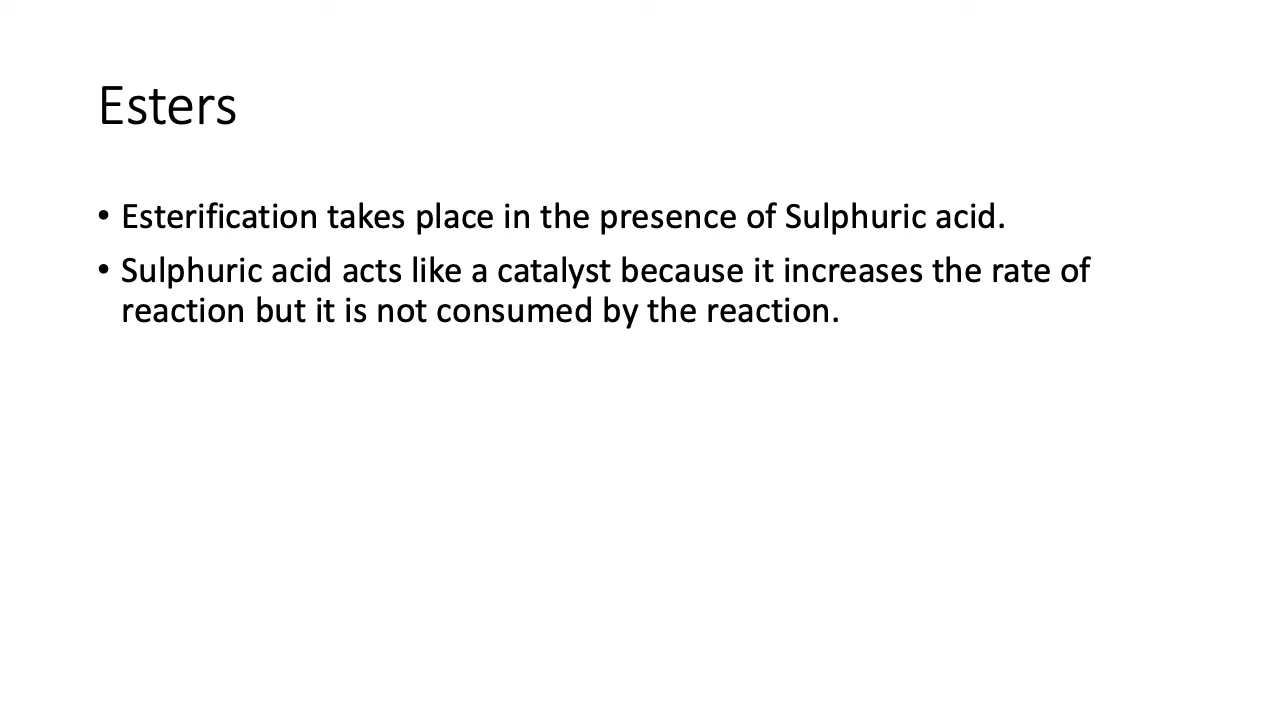 Esters
• Esterification takes place in the presence of Sulphuric acid.
• Sulphuric acid acts like a catalyst because it increases the rate of
reaction but it is not consumed by the reaction.